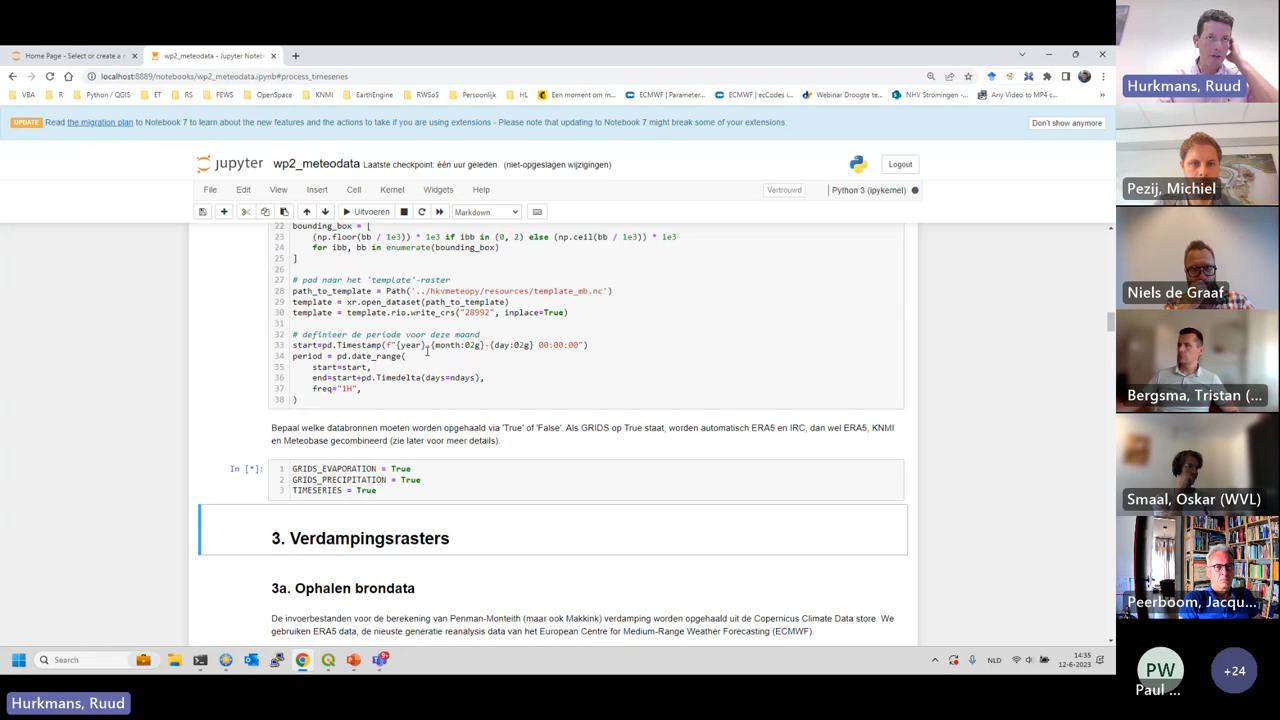 Home Page - Select or create a n
wp2_meteodata - Jupyter Noteb
localhost:8889/notebooks/wp2_meteodata.ipynb#process_timeseries
VBA R Python / QGIS ET RS FEWS OpenSpace KNMI EarthEngine RWSoS Persoonlijk HK Een moment om m... ECMWF | Parameter... ECMWF | ecCodes i... Webinar Droogte te... NHV Stromingen -... Any Video to MP4 c...
UPDATE Read the migration plan to Notebook 7 to learn about the new features and the actions to take if you are using extensions - Please note that updating to Notebook 7 might break some of your extensions.
Don't show anymore
jupyter wp2_meteodata Laatste checkpoint: één uur geleden (niet-opgeslagen wijzigingen)
Logout
File Edit View Insert Cell Kernel Widgets Help
Vertrouwd
Python 3 (ipykernel)
Uitvoeren
Markdown
22 bounding_box = [
23 (np.floor(bb / 1e3)) * 1e3 if ibb in (0, 2) else (np.ceil(bb / 1e3)) * 1e3
24 for ibb, bb in enumerate(bounding_box)
25 ]
26
27 # pad naar het 'template'-raster
28 path_to_template = Path('../hkvmeteopy/resources/template_mb.nc')
29 template = xr.open_dataset(path_to_template)
30 template = template.rio.write_crs("28992", inplace=True)
31
32 # definieer de periode voor deze maand
33 start=pd.Timestamp(f"{year}-{month:02g}-{day:02g} 00:00:00")
34 period = pd.date_range(
35 start=start,
36 end=start+pd.Timedelta(days=ndays),
37 freq="1H",
38 )
Bepaal welke databronnen moeten worden opgehaald via 'True' of 'False'. Als GRIDS op True staat, worden automatisch ERA5 en IRC, dan wel ERA5, KNMI
en Meteobase gecombineerd (zie later voor meer details).
In [*]:
1 GRIDS_EVAPORATION = True
2 GRIDS_PRECIPITATION = True
3 TIMESERIES = True
3. Verdampingsrasters
3a. Ophalen brondata
De invoerbestanden voor de berekening van Penman-Monteith (maar ook Makkink) verdamping worden opgehaald uit de Copernicus Climate Data store. We
gebruiken ERA5 data, de nieuste generatie reanalysis data van het European Centre for Medium-Range Weather Forecasting (ECMWF).
Search
9+
NLD
14:35
12-6-2023
Hurkmans, Ruud
Hurkmans, Ruud
Pezij, Michiel
Niels de Graaf
Bergsma, Tristan (...
Smaal, Oskar (WVL)
Peerboom, Jacqu...
PW
Paul ...
+24